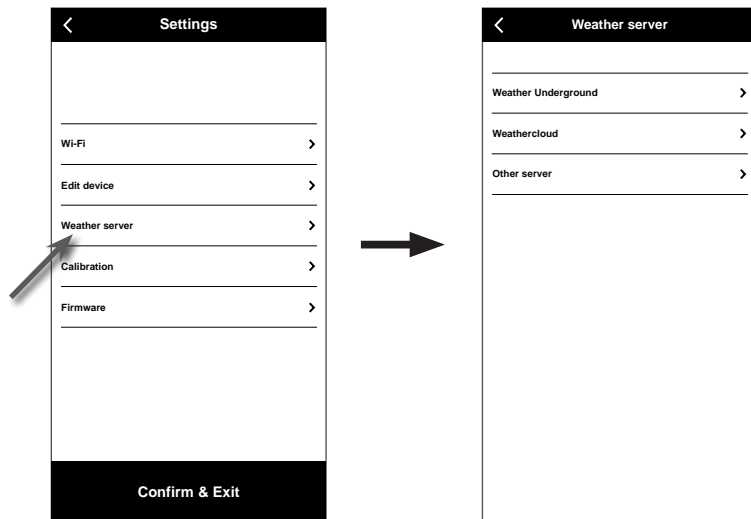 Settings
Wi-Fi
Edit device
Weather server
Calibration
Firmware
Confirm & Exit
Weather server
Weather Underground
Weathercloud
Other server